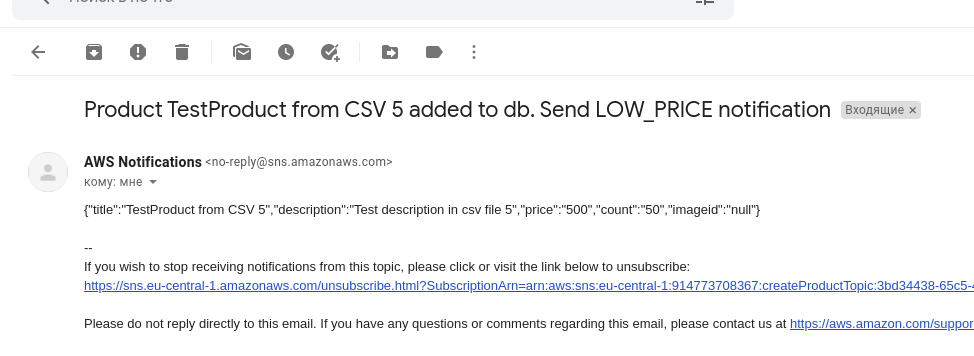 Product TestProduct from CSV 5 added to db. Send LOW_PRICE notification Входящие ×
AWS Notifications <no-reply@sns.amazonaws.com>
кому: мне
{"title":"TestProduct from CSV 5","description":"Test description in csv file 5","price":"500","count":"50","imageid":"null"}
--
If you wish to stop receiving notifications from this topic, please click or visit the link below to unsubscribe:
https://sns.eu-central-1.amazonaws.com/unsubscribe.html?SubscriptionArn=arn:aws:sns:eu-central-1:914773708367:createProductTopic:3bd34438-65c5-
Please do not reply directly to this email. If you have any questions or comments regarding this email, please contact us at https://aws.amazon.com/suppor